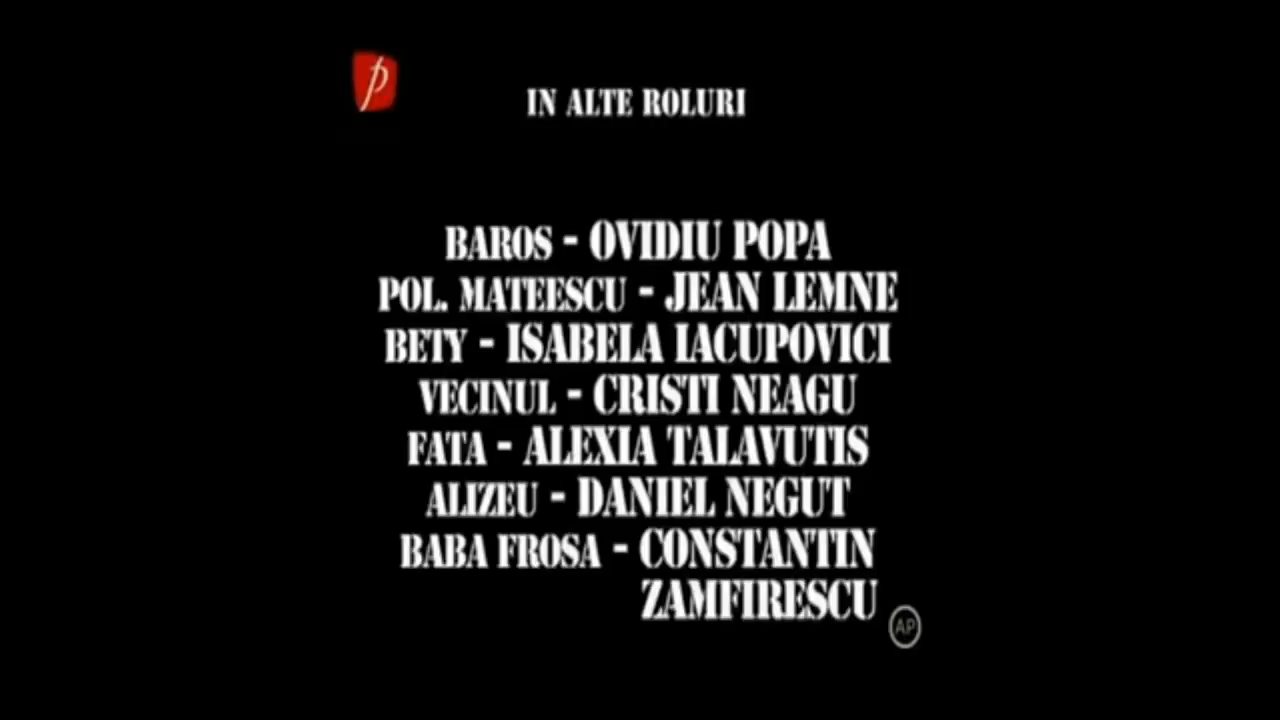 p
IN ALTE ROLURI
BAROS - OVIDIU POPA
POL. MATEESCU - JEAN LEMNE
BETY - ISABELA IACUPOVICI
VECINUL - CRISTI NEAGU
FATA - ALEXIA TALAVUTIS
ALIZEU - DANIEL NEGUT
BABA FROSA - CONSTANTIN
ZAMFIRESCU
AP